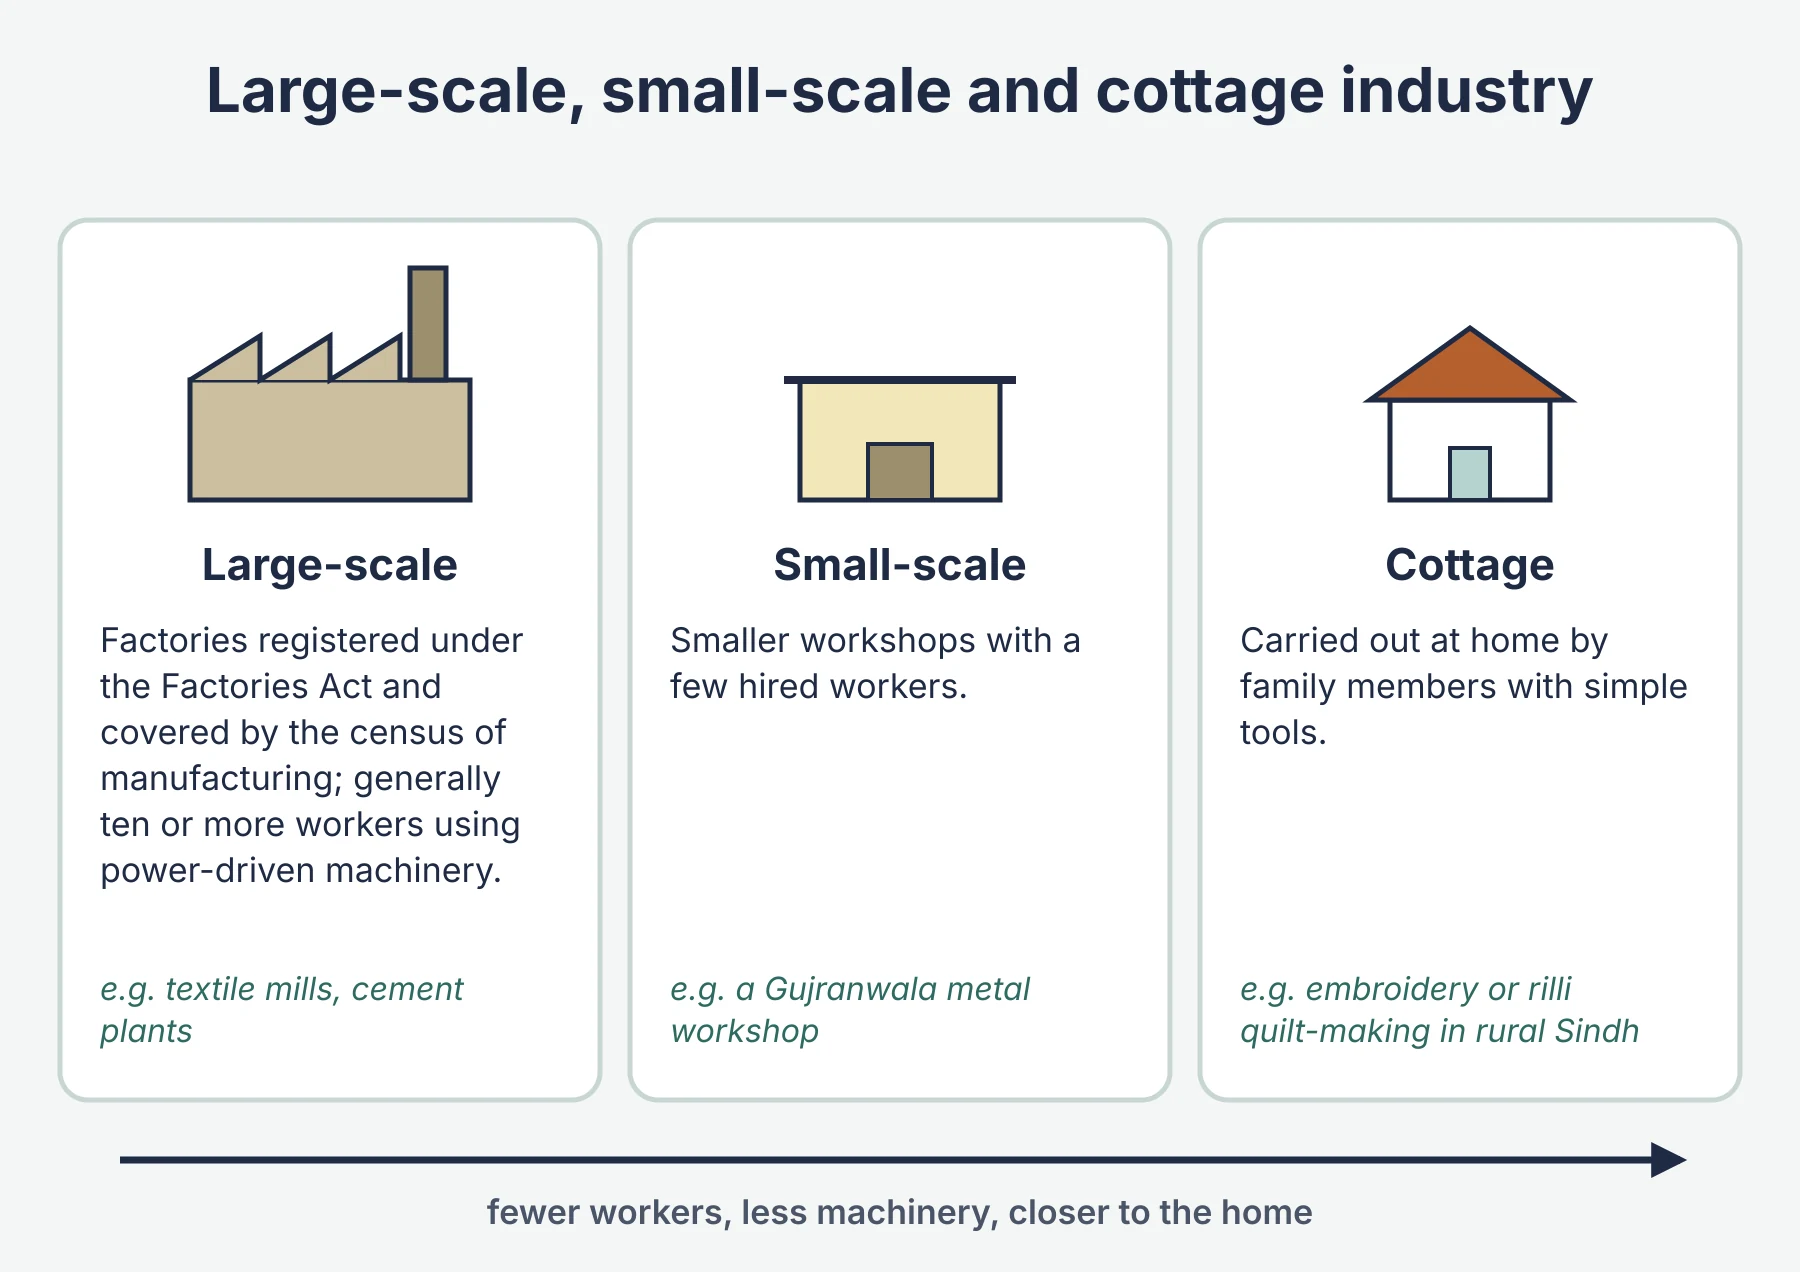 Large-scale, small-scale and cottage industry
Large-scale
Factories registered under
the Factories Act and
covered by the census of
manufacturing; generally
ten or more workers using
power-driven machinery.
e.g. textile mills, cement
plants
Small-scale
Smaller workshops with a
few hired workers.
e.g. a Gujranwala metal
workshop
Cottage
Carried out at home by
family members with simple
tools.
e.g. embroidery or rilli
quilt-making in rural Sindh
fewer workers, less machinery, closer to the home